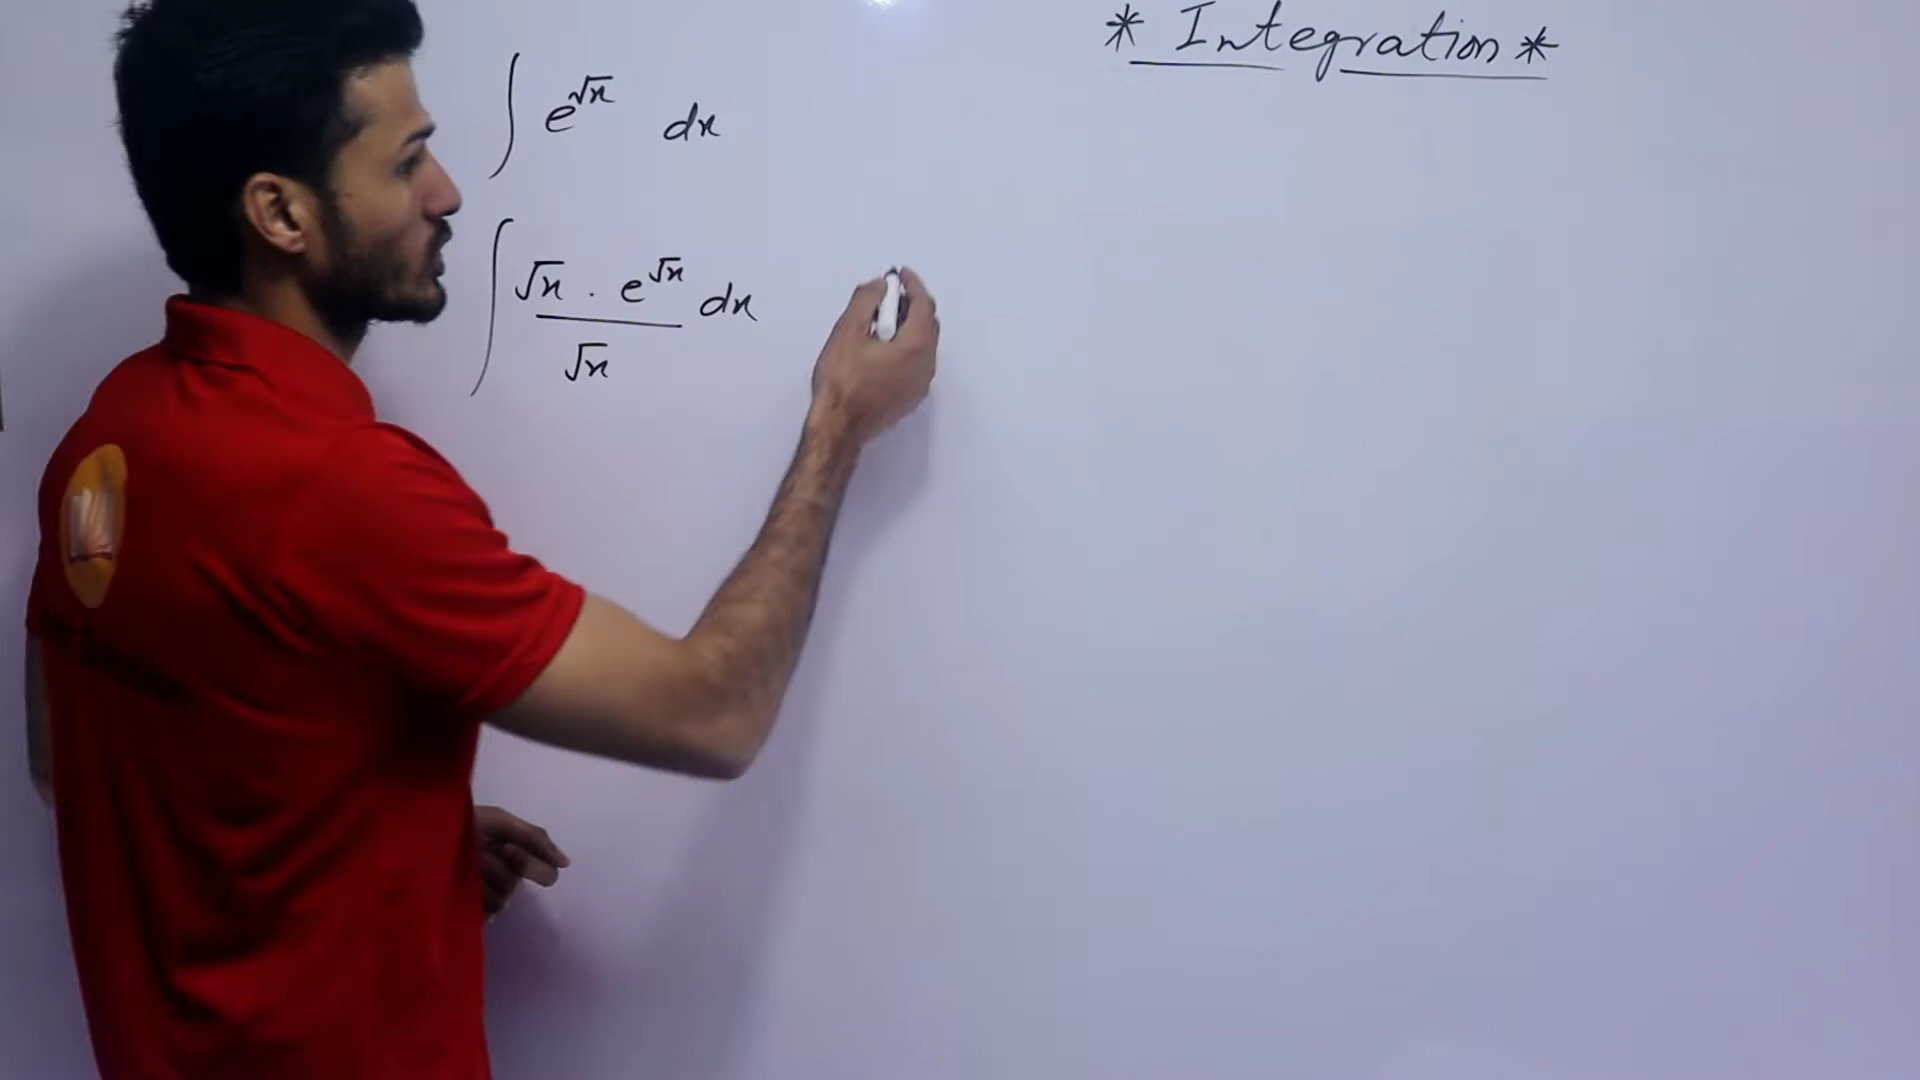 * Integration *
∫ e^√x dx
∫ √x . e^√x / √x dx